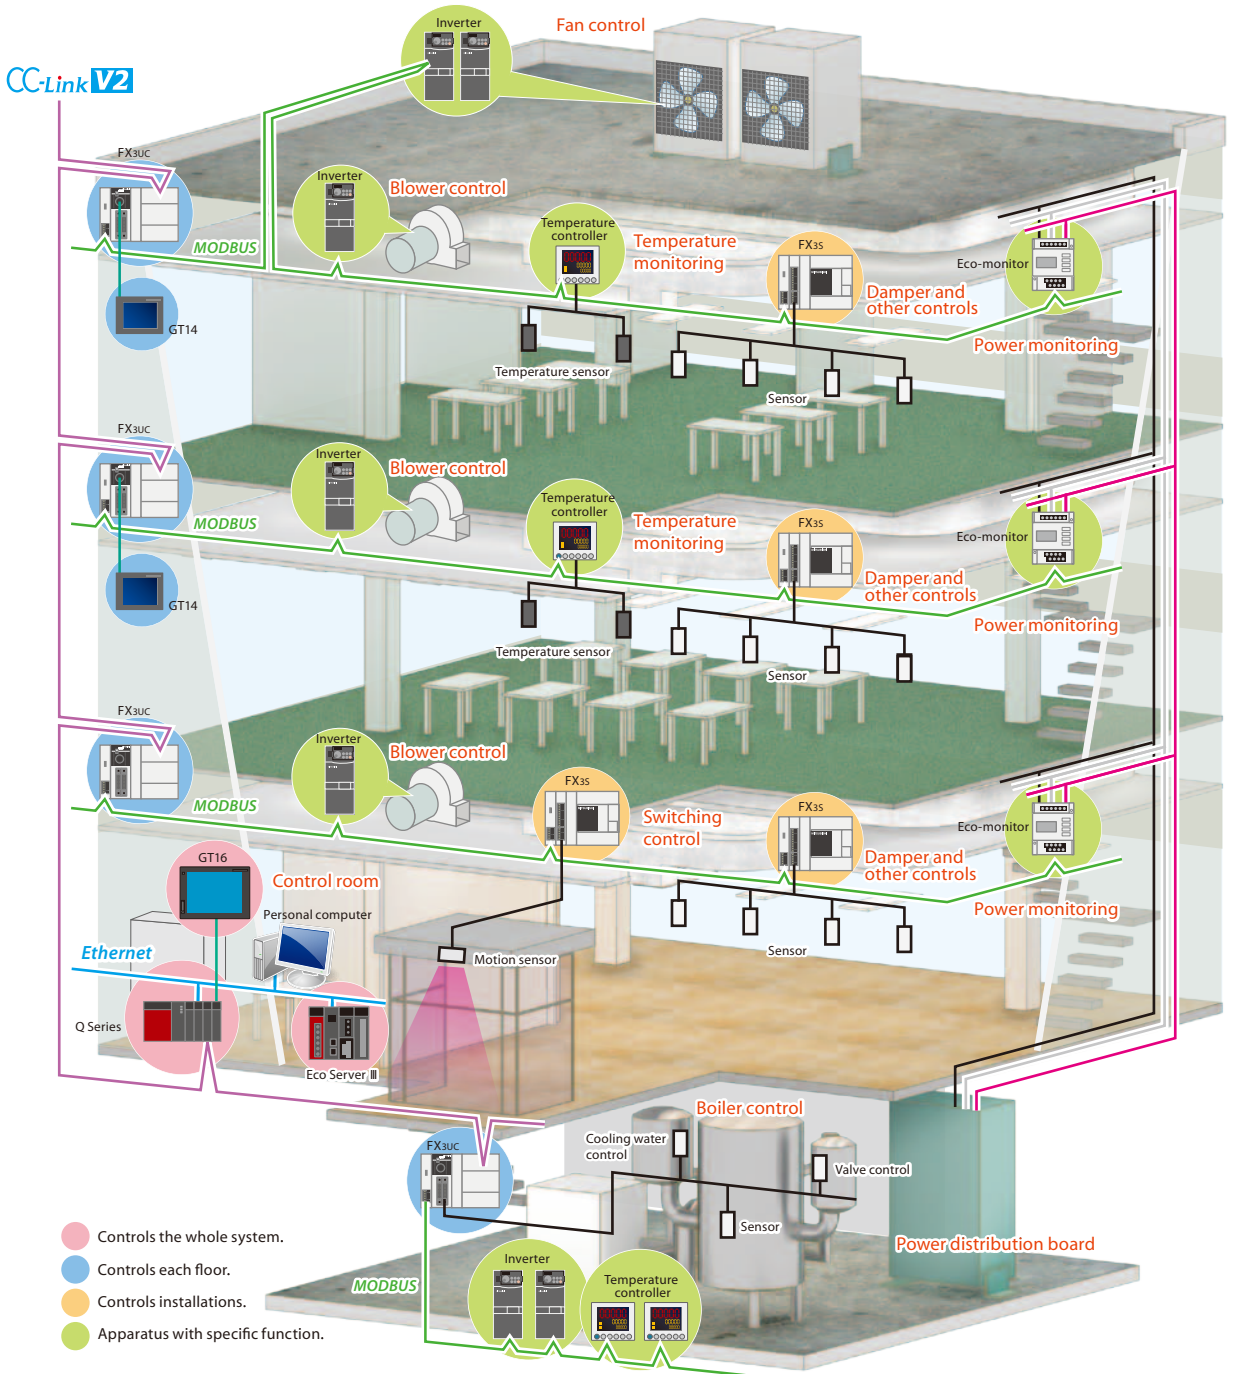 Inverter
Fan control
CC-Link V2
FX3UC
Inverter
Blower control
MODBUS
Temperature
controller
Temperature
monitoring
FX3S
Damper and
other controls
Eco-monitor
Power monitoring
GT14
Temperature sensor
Sensor
FX3UC
Inverter
Blower control
MODBUS
Temperature
controller
Temperature
monitoring
FX3S
Damper and
other controls
Eco-monitor
Power monitoring
GT14
Temperature sensor
Sensor
FX3UC
Inverter
Blower control
MODBUS
FX3S
Switching
control
FX3S
Damper and
other controls
Eco-monitor
Power monitoring
GT16
Control room
Personal computer
Ethernet
Motion sensor
Sensor
Q Series
Eco Server III
Boiler control
FX3UC
Cooling water
control
Valve control
Sensor
Power distribution board
MODBUS
Inverter
Temperature
controller
Controls the whole system.
Controls each floor.
Controls installations.
Apparatus with specific function.